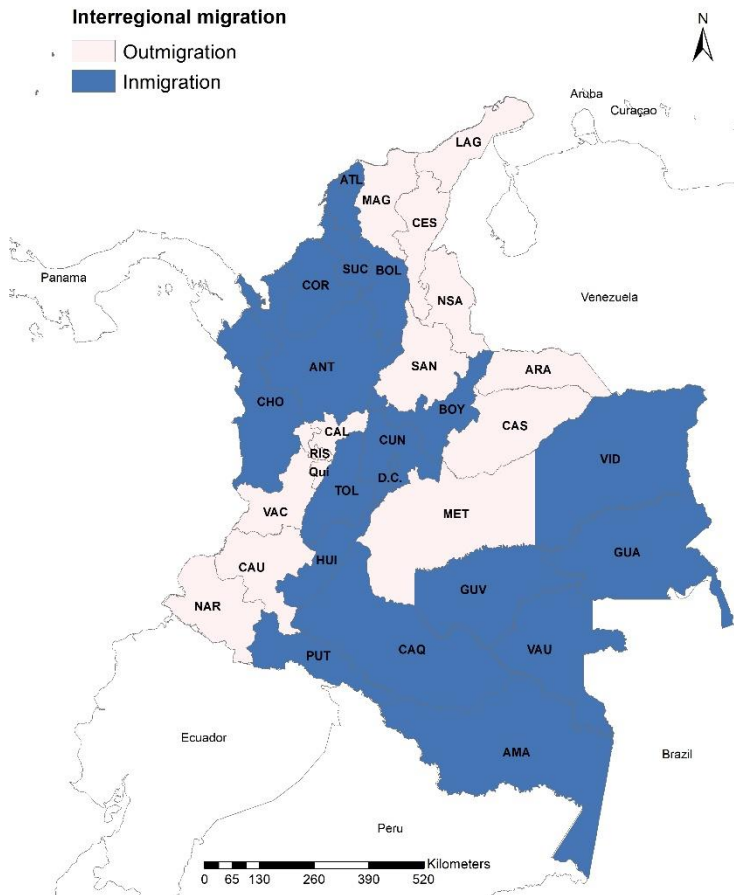 Interregional migration
Outmigration
Inmigration
N
Aruba
Curaçao
LAG
ATL
MAG
CES
Panama
SUC BOL
COR
NSA
Venezuela
SAN
ANT
ARA
CHO
BOY
CAS
CAL
CUN
RIS
VID
Qui
D.C.
TOL
VAC
MET
GUA
HUI
CAU
GUV
NAR
PUT
CAQ
VAU
Ecuador
AMA
Brazil
Peru
Kilometers
0 65 130 260 390 520